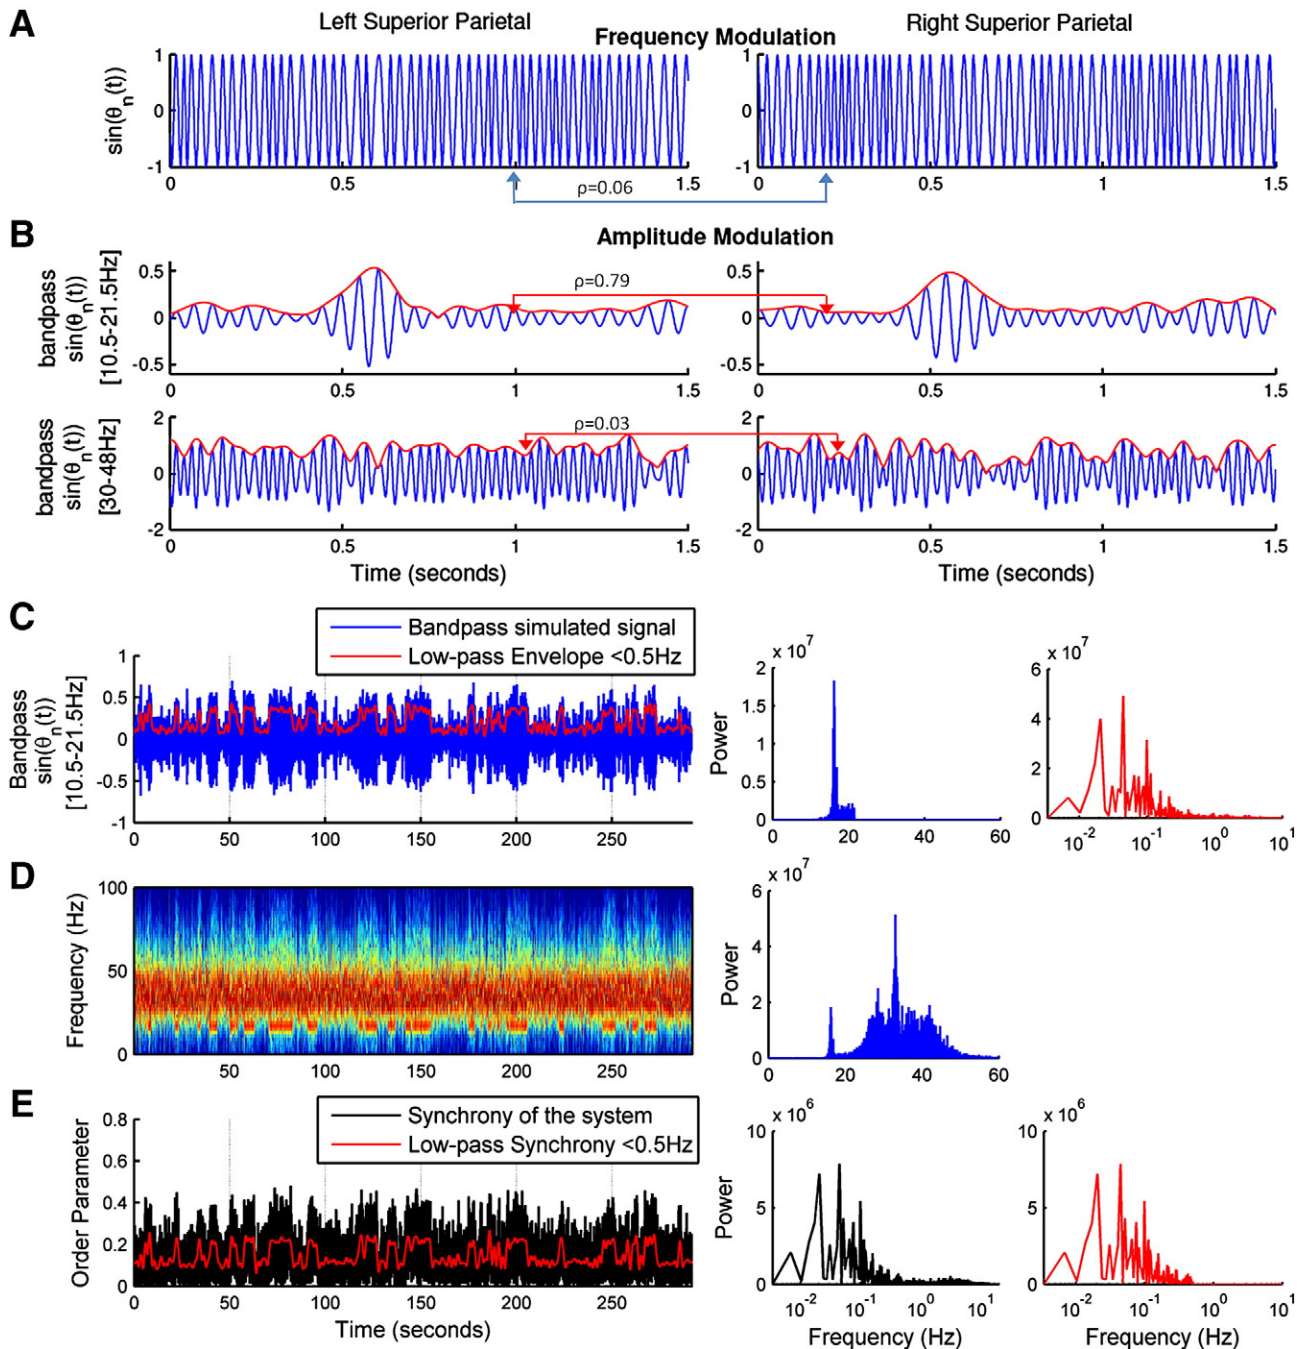 A
Left Superior Parietal
Right Superior Parietal
Frequency Modulation
sin(θn(t))
1
0
-1
0 0.5 1 1.5
0 0.5 1 1.5
1
0
-1
ρ=0.06
B
Amplitude Modulation
bandpass
sin(θn(t))
[10.5-21.5Hz]
0.5
0
-0.5
ρ=0.79
0.5
0
-0.5
0 0.5 1 1.5
0 0.5 1 1.5
bandpass
sin(θn(t))
[30-48Hz]
2
0
-2
ρ=0.03
2
0
-2
0 0.5 1 1.5
0 0.5 1 1.5
Time (seconds)
Time (seconds)
C
Bandpass simulated signal
Low-pass Envelope <0.5Hz
Bandpass
sin(θn(t))
[10.5-21.5Hz]
1
0.5
0
-0.5
-1
0 50 100 150 200 250
x 10^7
Power
2
1.5
1
0.5
0
0 20 40 60
x 10^7
6
4
2
0
10^-2 10^-1 10^0 10^1
D
Frequency (Hz)
100
50
0
50 100 150 200 250
x 10^7
Power
6
4
2
0
0 20 40 60
E
Synchrony of the system
Low-pass Synchrony <0.5Hz
Order Parameter
0.8
0.6
0.4
0.2
0
0 50 100 150 200 250
Time (seconds)
x 10^6
Power
10
5
0
10^-2 10^-1 10^0 10^1
Frequency (Hz)
x 10^6
10
5
0
10^-2 10^-1 10^0 10^1
Frequency (Hz)